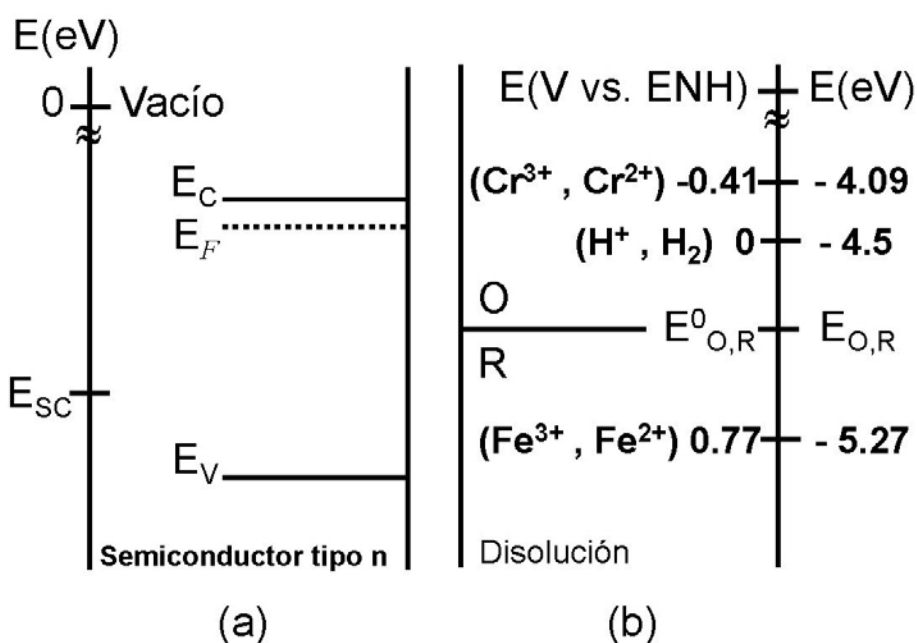 E(eV)
0 Vacío
≈
E_C
E_F
E_SC
E_V
Semiconductor tipo n
(a)
E(V vs. ENH) E(eV)
≈
(Cr³⁺ , Cr²⁺) -0.41 - 4.09
(H⁺ , H₂) 0 - 4.5
O
E⁰_O,R E_O,R
R
(Fe³⁺ , Fe²⁺) 0.77 - 5.27
Disolución
(b)